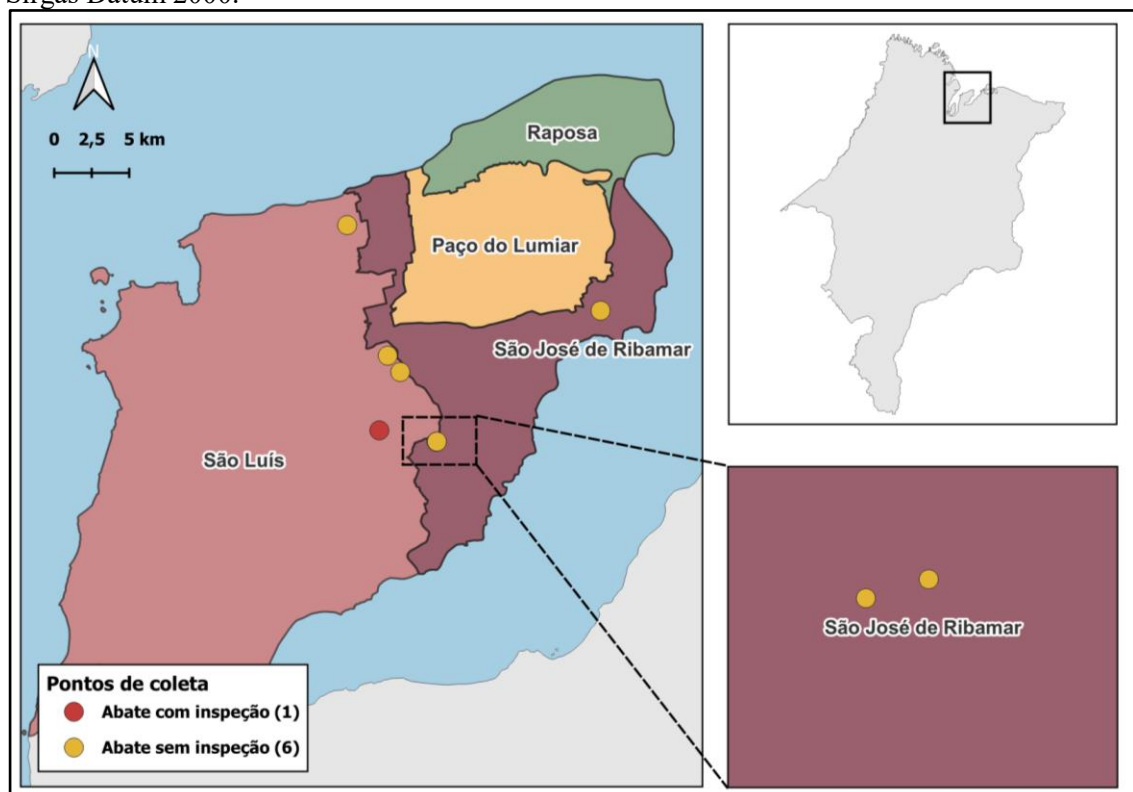 Sirgas Datum 2000.
N
0 2,5 5 km
Raposa
Paço do Lumiar
São José de Ribamar
São Luís
Pontos de coleta
Abate com inspeção (1)
Abate sem inspeção (6)
São José de Ribamar